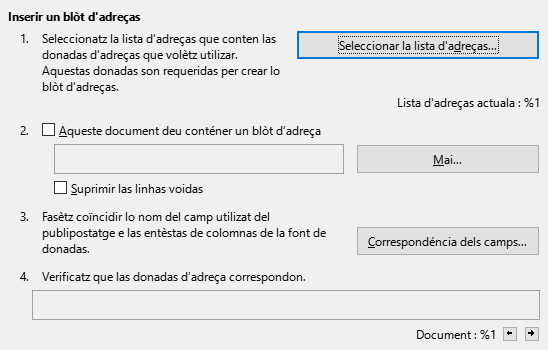 Inserir un blòt d'adreças
1. Seleccionatz la lista d’adreças que conten las
donadas d’adreças que volètz utilizar.
Aquestas donadas son requeridas per crear lo
blòt d’adreças.
Seleccionar la lista d'adreças...
Lista d'adreças actuala : %1
2. Aqueste document deu conténer un blòt d'adreça
Mai...
Suprimir las linhas voidas
3. Fasètz coïncidir lo nom del camp utilizat del
publipostatge e las entèstas de colomnas de la font de
donadas.
Correspondéncia dels camps...
4. Verificatz que las donadas d’adreça correspondon.
Document : %1